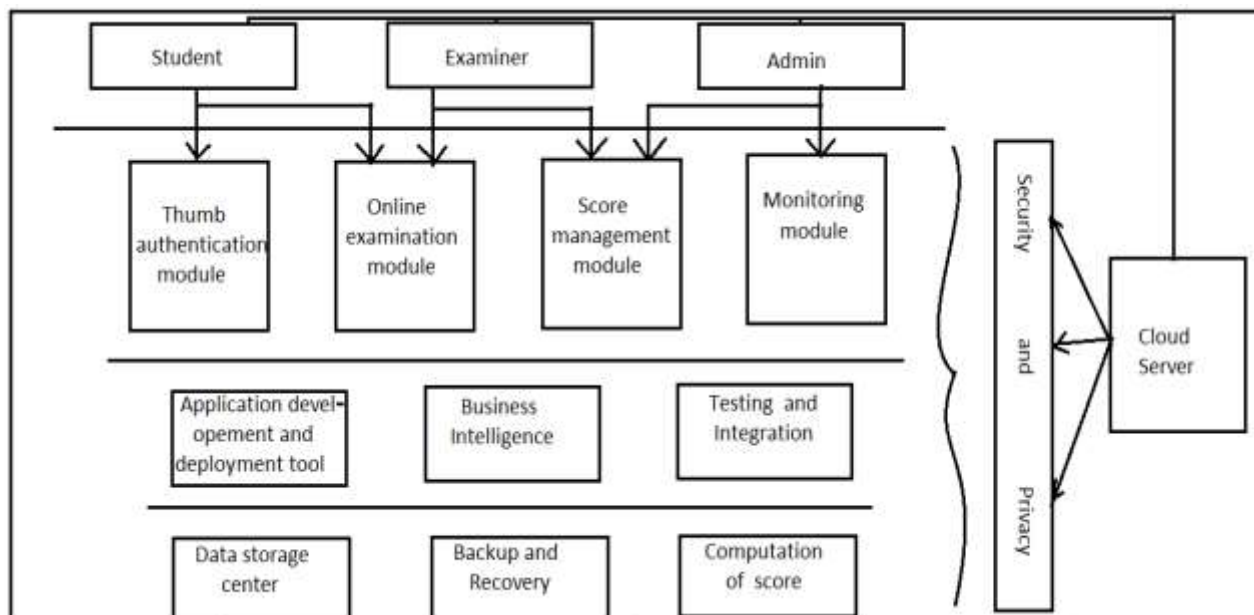 Student
Examiner
Admin
Thumb
authentication
module
Online
examination
module
Score
management
module
Monitoring
module
Security and Privacy
Cloud
Server
Application devel-
opement and
deployment tool
Business
Intelligence
Testing and
Integration
Data storage
center
Backup and
Recovery
Computation
of score